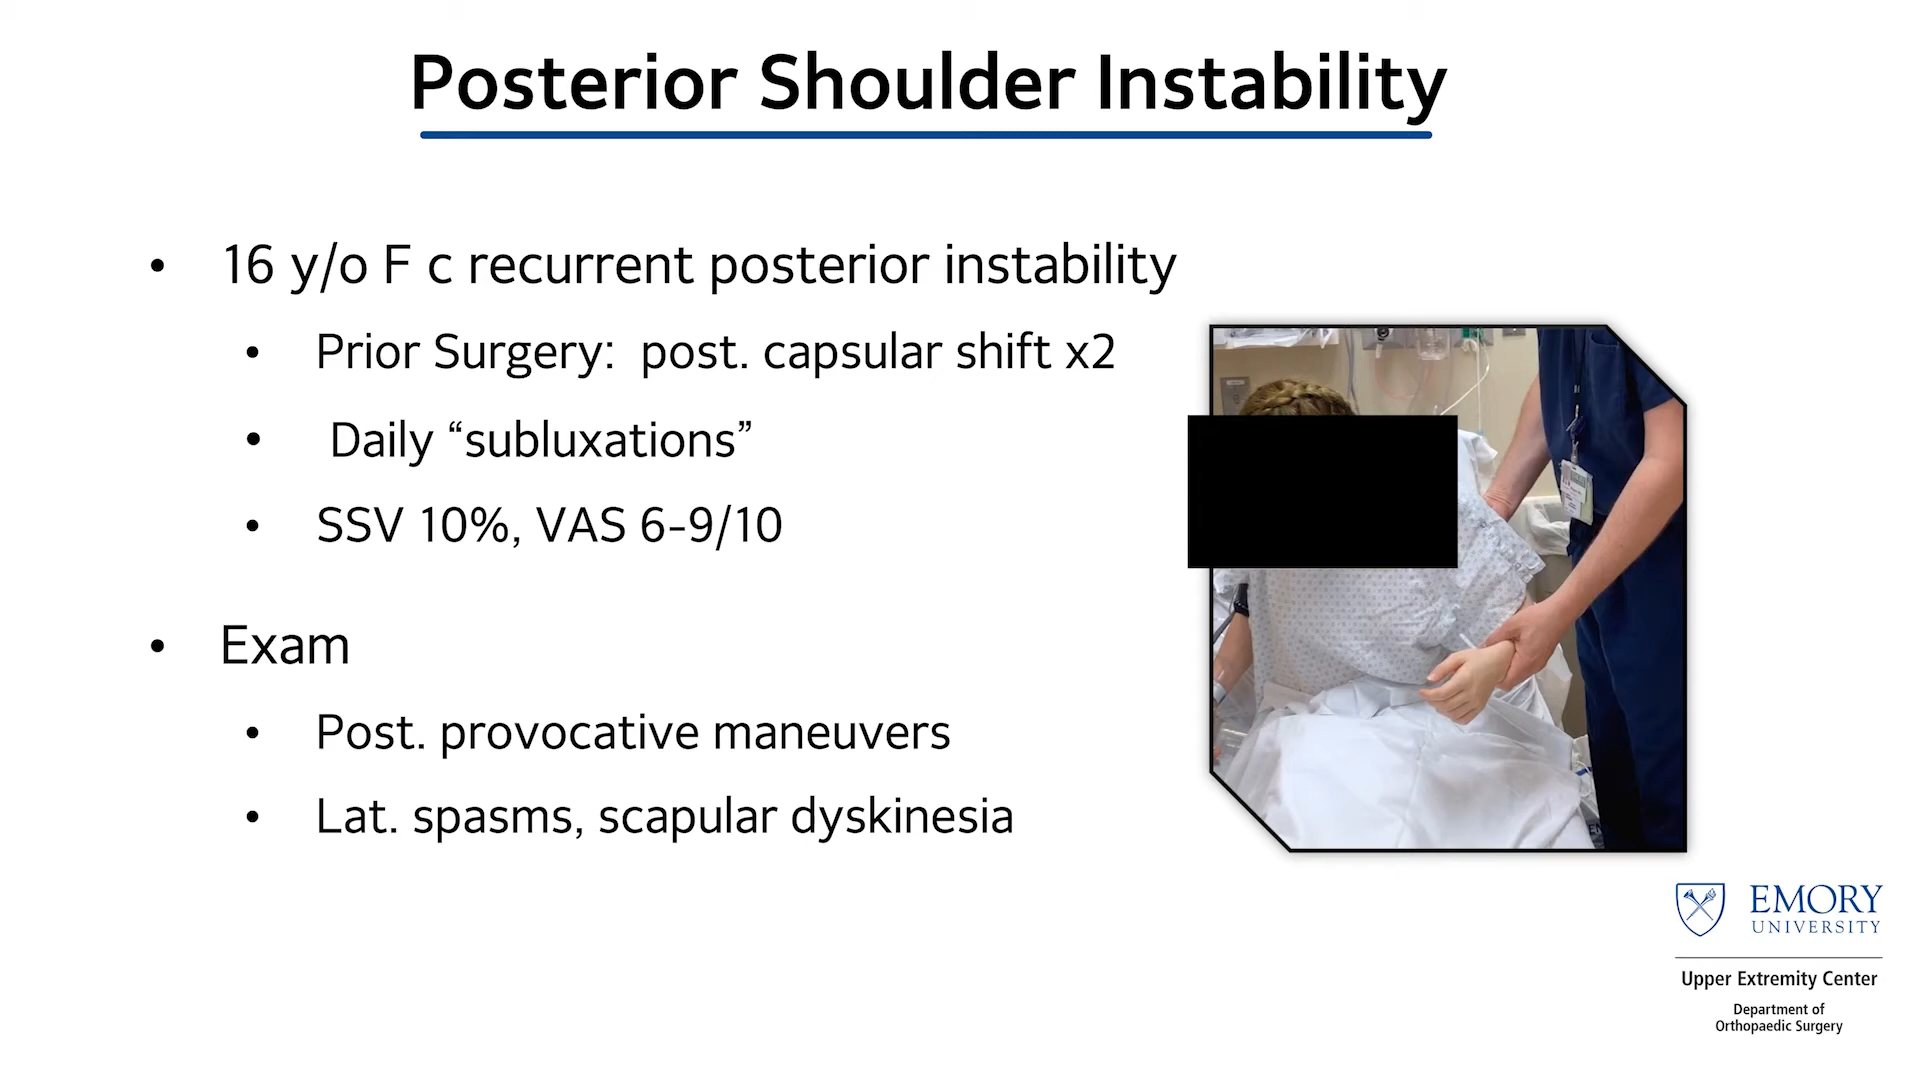 Posterior Shoulder Instability
• 16 y/o F c recurrent posterior instability
• Prior Surgery: post. capsular shift x2
• Daily “subluxations”
• SSV 10%, VAS 6-9/10
• Exam
• Post. provocative maneuvers
• Lat. spasms, scapular dyskinesia
EMORY
UNIVERSITY
Upper Extremity Center
Department of
Orthopaedic Surgery